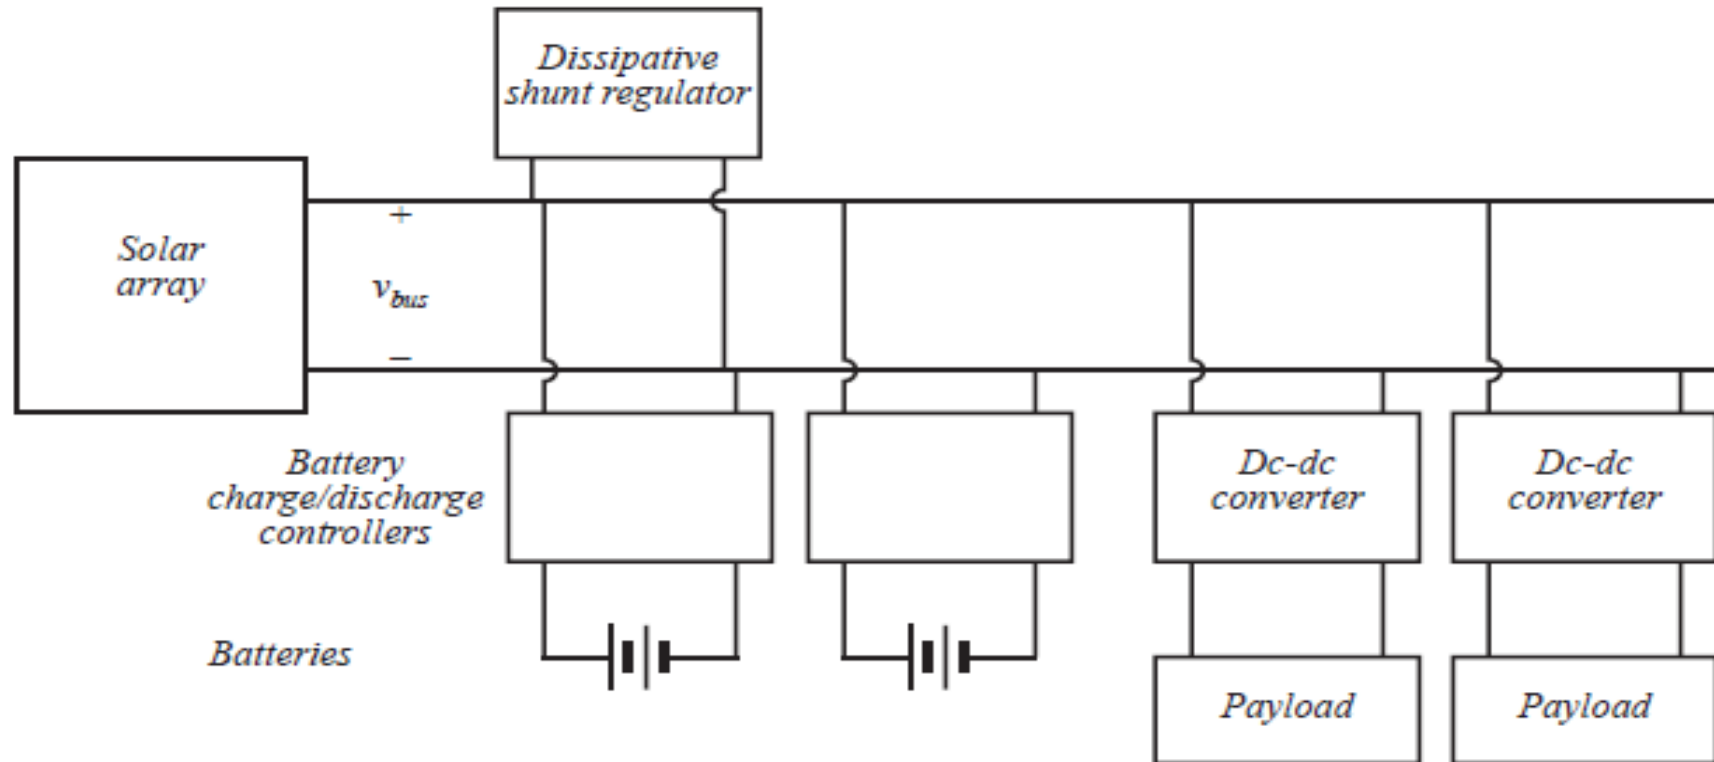 Dissipative
shunt regulator
Solar
array
+
v_bus
–
Battery
charge/discharge
controllers
Dc-dc
converter
Dc-dc
converter
Batteries
Payload
Payload